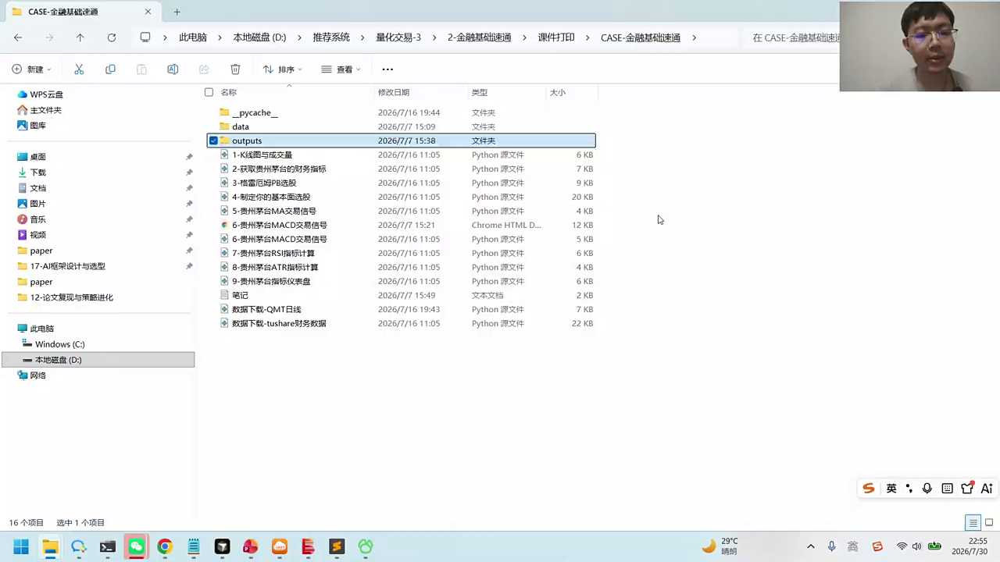 CASE-金融基础速通
此电脑 本地磁盘 (D:) 推荐系统 量化交易-3 2-金融基础速通 课件打印 CASE-金融基础速通 在 CASE-金融基础速通
新建 排序 查看
名称 修改日期 类型 大小
__pycache__ 2026/7/16 19:44 文件夹
data 2026/7/7 15:09 文件夹
outputs 2026/7/7 15:38 文件夹
1-K线图与成交量 2026/7/16 11:05 Python 源文件 6 KB
2-获取贵州茅台的财务指标 2026/7/16 11:05 Python 源文件 7 KB
3-格雷厄姆PB选股 2026/7/16 11:05 Python 源文件 9 KB
4-制定你的基本面选股 2026/7/16 11:05 Python 源文件 20 KB
5-贵州茅台MA交易信号 2026/7/16 11:05 Python 源文件 4 KB
6-贵州茅台MACD交易信号 2026/7/7 15:21 Chrome HTML D... 12 KB
6-贵州茅台MACD交易信号 2026/7/16 11:05 Python 源文件 5 KB
7-贵州茅台RSI指标计算 2026/7/16 11:05 Python 源文件 6 KB
8-贵州茅台ATR指标计算 2026/7/16 11:05 Python 源文件 4 KB
9-贵州茅台指标仪表盘 2026/7/16 11:05 Python 源文件 6 KB
笔记 2026/7/7 15:49 文本文档 2 KB
数据下载-QMT日线 2026/7/16 19:43 Python 源文件 7 KB
数据下载-tushare财务数据 2026/7/16 11:05 Python 源文件 22 KB
WPS云盘
主文件夹
图库
桌面
下载
文档
图片
音乐
视频
paper
17-AI框架设计与选型
paper
12-论文复现与策略进化
此电脑
Windows (C:)
本地磁盘 (D:)
网络
英
16 个项目 选中 1 个项目
29°C
晴朗
英
22:55
2026/7/30